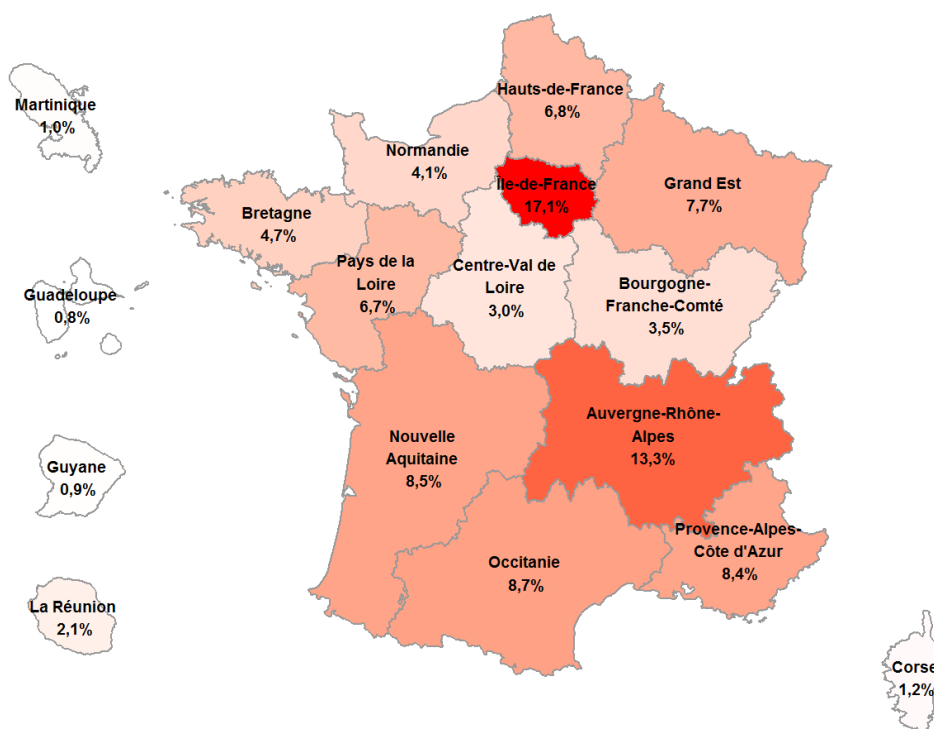 Hauts-de-France
6,8%
Martinique
1,0%
Normandie
4,1%
Île-de-France
17,1%
Grand Est
7,7%
Bretagne
4,7%
Pays de la
Loire
6,7%
Centre-Val de
Loire
3,0%
Bourgogne-
Franche-Comté
3,5%
Guadeloupe
0,8%
Auvergne-Rhône-
Alpes
13,3%
Nouvelle
Aquitaine
8,5%
Guyane
0,9%
Provence-Alpes-
Côte d'Azur
8,4%
Occitanie
8,7%
La Réunion
2,1%
Corse
1,2%